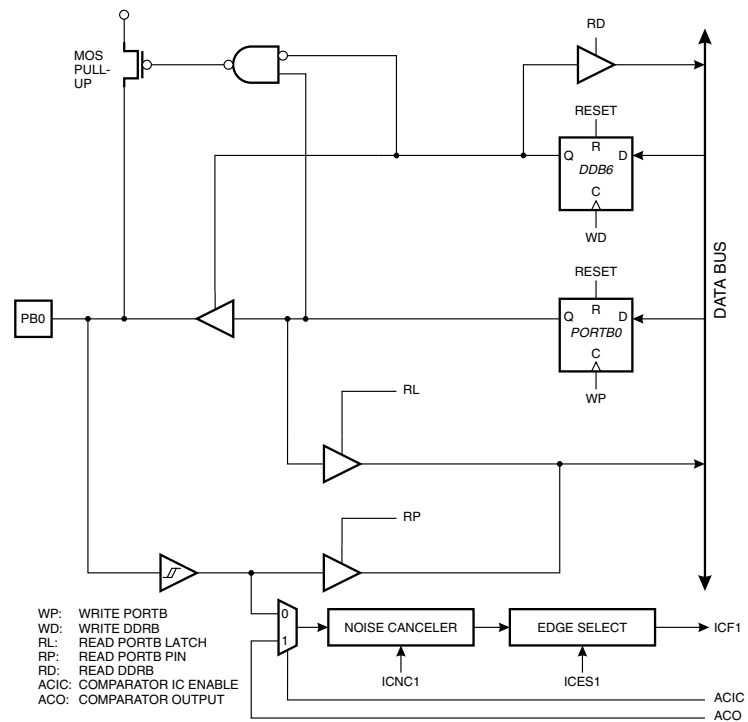 RD
MOS
PULL-
UP
RESET
R
Q
D
DDB6
C
WD
DATA BUS
RESET
R
PB0
Q
D
PORTB0
C
WP
RL
RP
WP: WRITE PORTB
WD: WRITE DDRB
RL: READ PORTB LATCH
RP: READ PORTB PIN
RD: READ DDRB
ACIC: COMPARATOR IC ENABLE
ACO: COMPARATOR OUTPUT
0
1
NOISE CANCELER
EDGE SELECT
ICF1
ICNC1
ICES1
ACIC
ACO